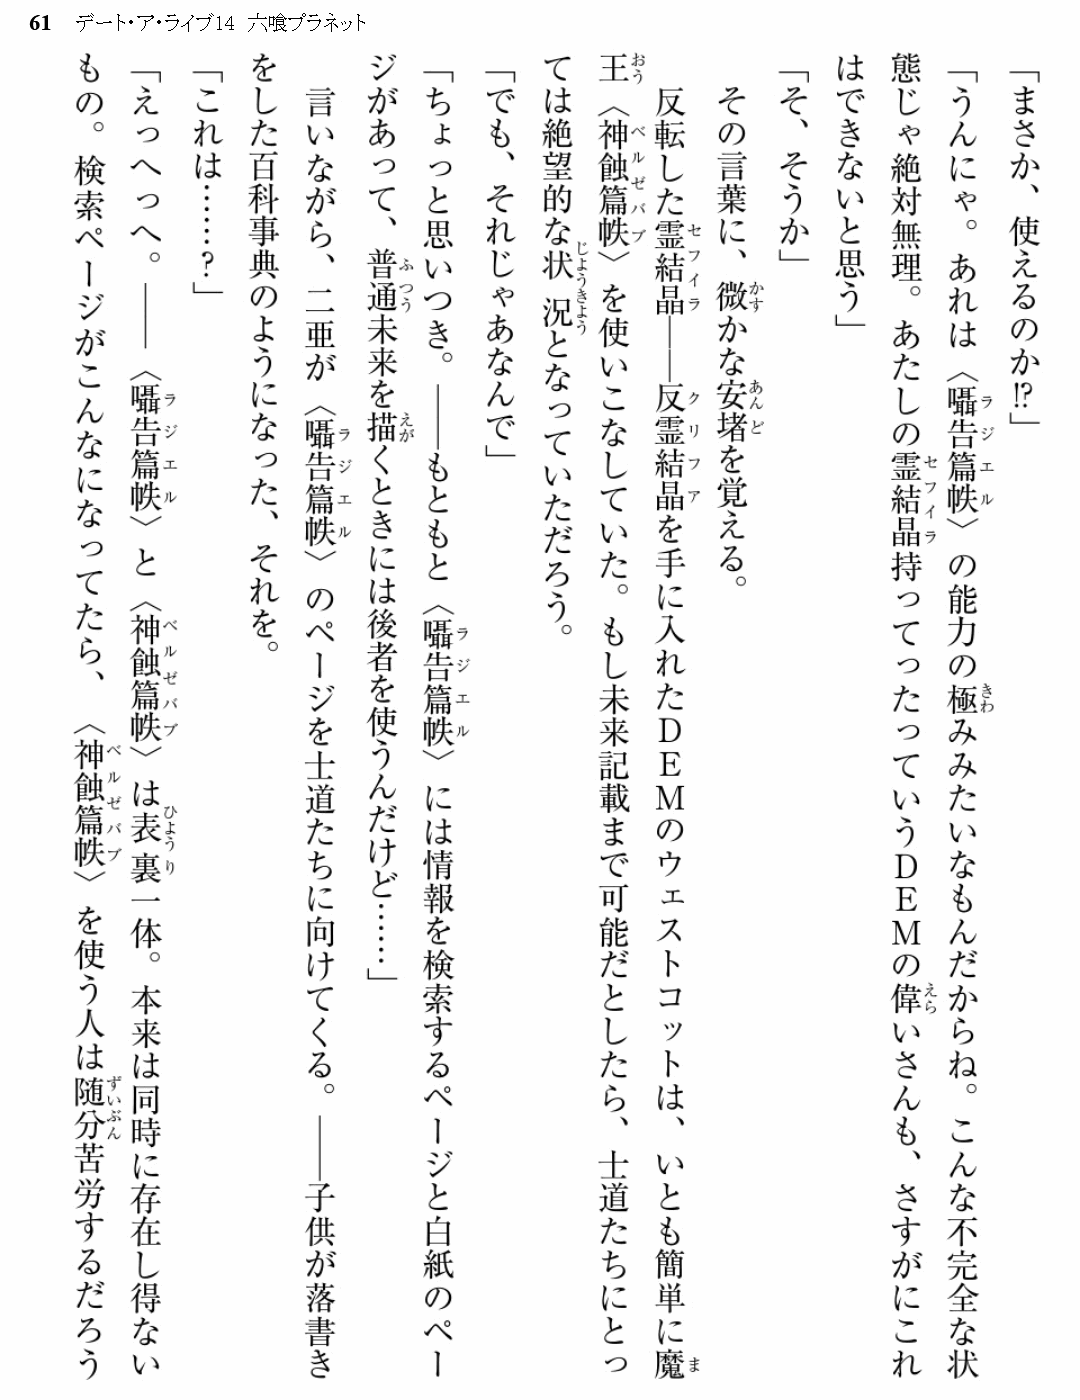 61 デート・ア・ライブ14 六喰プラネット
「まさか、使えるのか!?」
「うんにゃ。あれは〈囁告篇帙〉の能力の極みみたいなもんだからね。こんな不完全な状
態じゃ絶対無理。あたしの霊結晶持ってったっていうDEMの偉いさんも、さすがにこれ
はできないと思う」
「そ、そうか」
その言葉に、微かな安堵を覚える。
反転した霊結晶――反霊結晶を手に入れたDEMのウェストコットは、いとも簡単に魔
王〈神蝕篇帙〉を使いこなしていた。もし未来記載まで可能だとしたら、士道たちにとっ
ては絶望的な状況となっていただろう。
「でも、それじゃあなんで」
「ちょっと思いつき。――もともと〈囁告篇帙〉には情報を検索するページと白紙のペー
ジがあって、普通未来を描くときには後者を使うんだけど……」
言いながら、二亜が〈囁告篇帙〉のページを士道たちに向けてくる。――子供が落書き
をした百科事典のようになった、それを。
「これは……?」
「えっへっへ。――〈囁告篇帙〉と〈神蝕篇帙〉は表裏一体。本来は同時に存在し得ない
もの。検索ページがこんなになってたら、〈神蝕篇帙〉を使う人は随分苦労するだろう